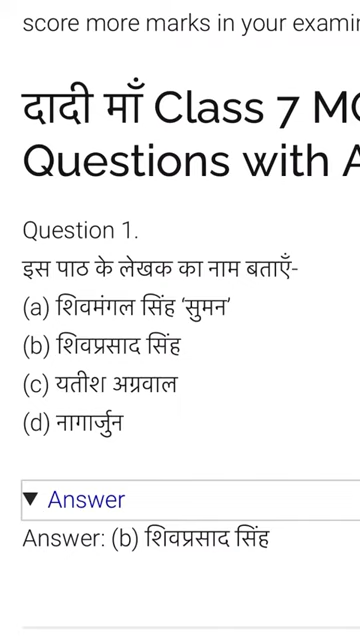 score more marks in your examin
दादी माँ Class 7 MC
Questions with A
Question 1.
इस पाठ के लेखक का नाम बताएँ-
(a) शिवमंगल सिंह ‘सुमन’
(b) शिवप्रसाद सिंह
(c) यतीश अग्रवाल
(d) नागार्जुन
▼ Answer
Answer: (b) शिवप्रसाद सिंह